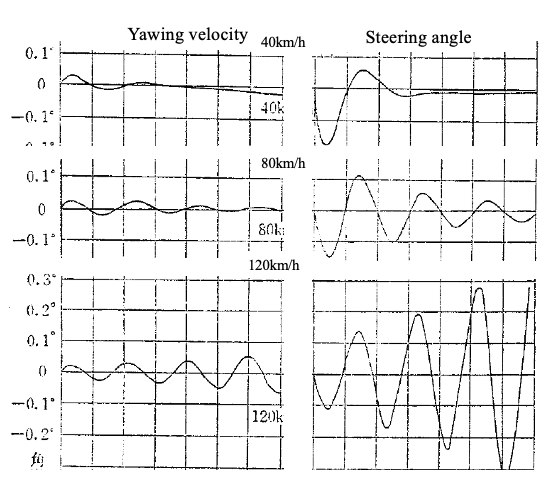 Yawing velocity
Steering angle
40km/h
0.1°
0
−0.1°
40k
80km/h
0.1°
0
−0.1°
80k
120km/h
0.3°
0.2°
0.1°
0
−0.1°
−0.2°
120k